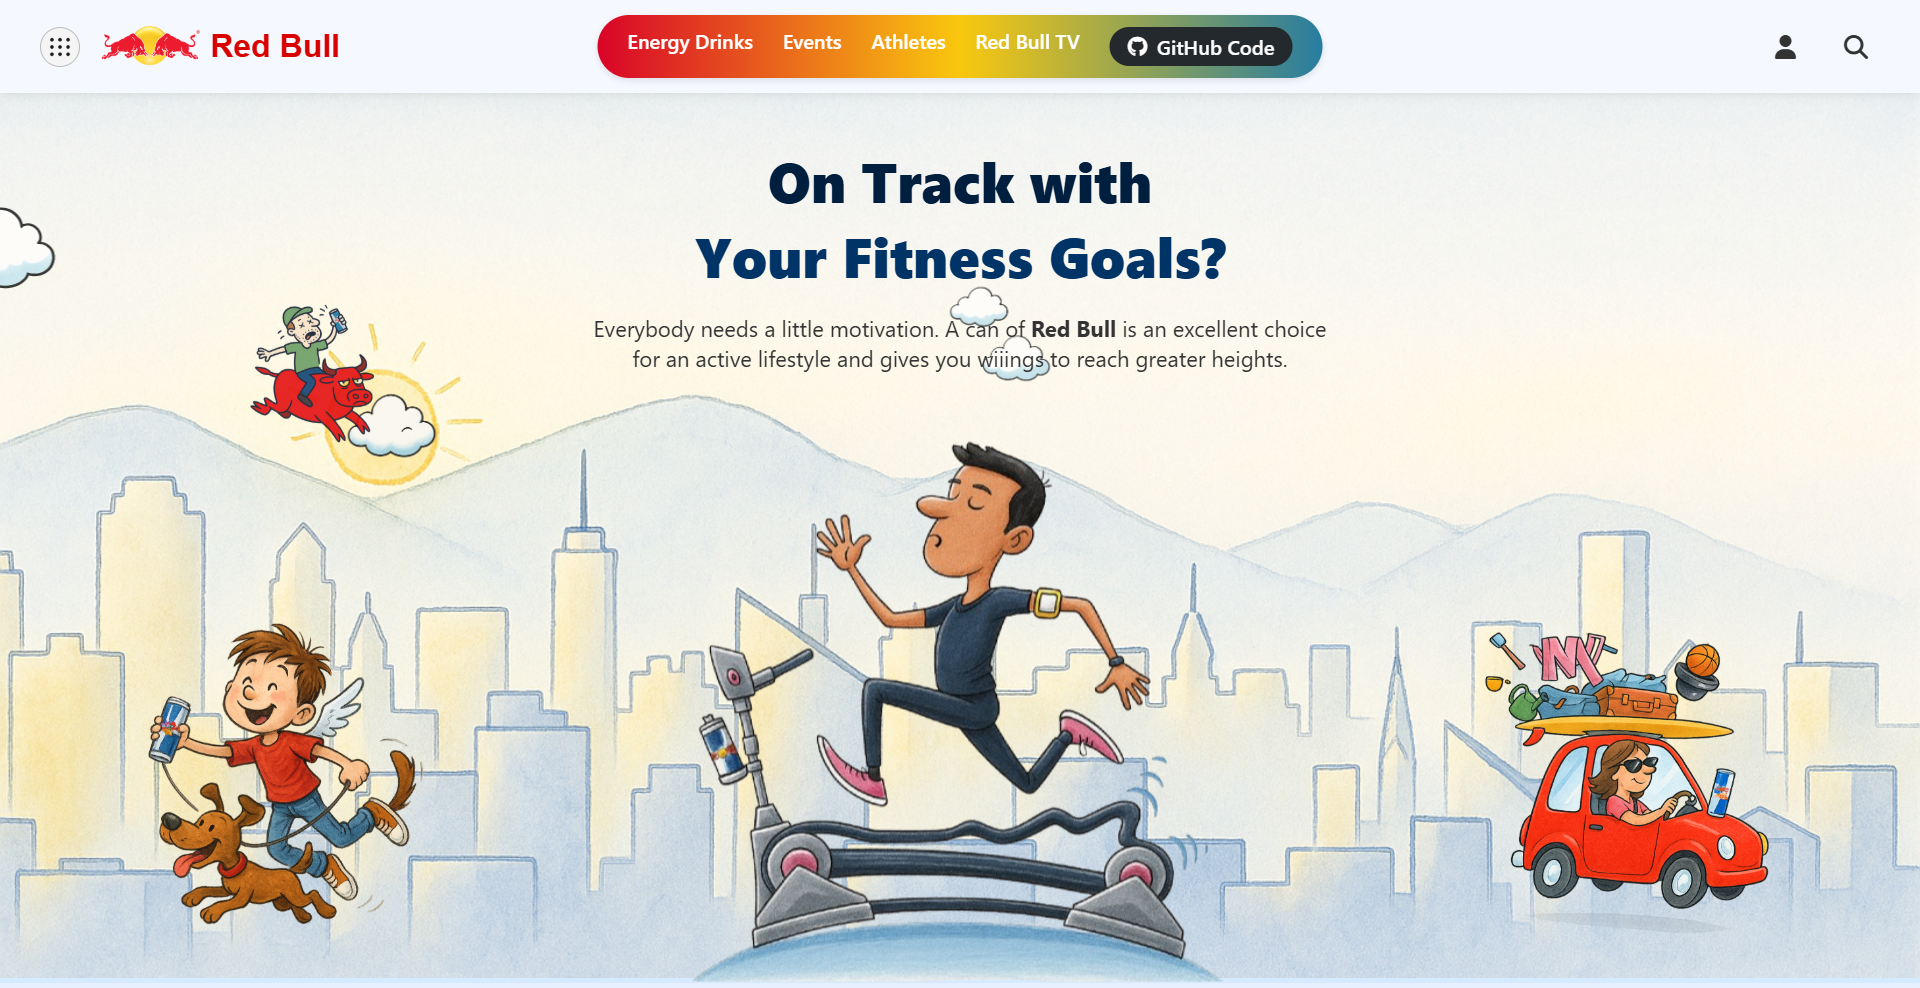 Red Bull
Energy Drinks
Events
Athletes
Red Bull TV
GitHub Code
On Track with
Your Fitness Goals?
Everybody needs a little motivation. A can of Red Bull is an excellent choice
for an active lifestyle and gives you wiiings to reach greater heights.